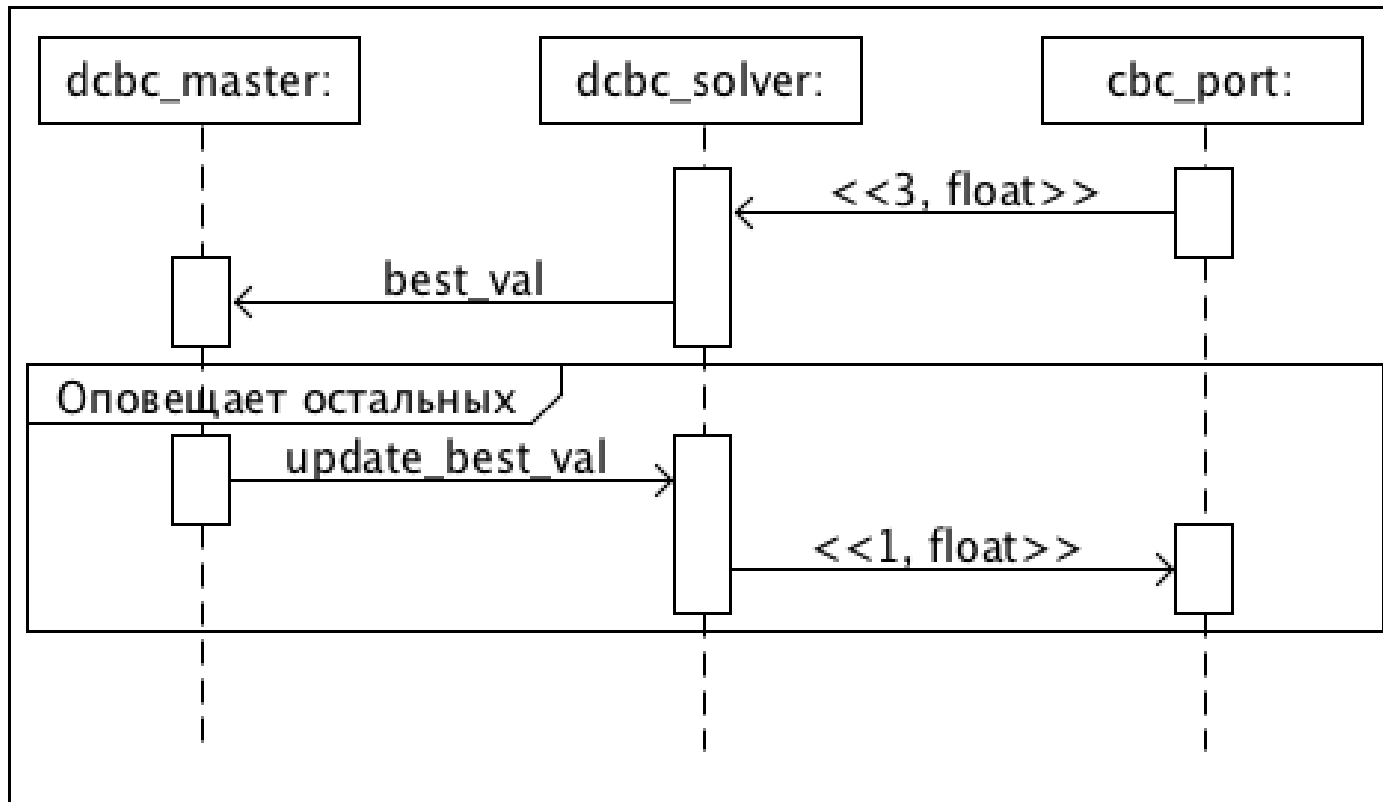 dcbc_master:
dcbc_solver:
cbc_port:
<<3, float>>
best_val
Оповещает остальных
update_best_val
<<1, float>>